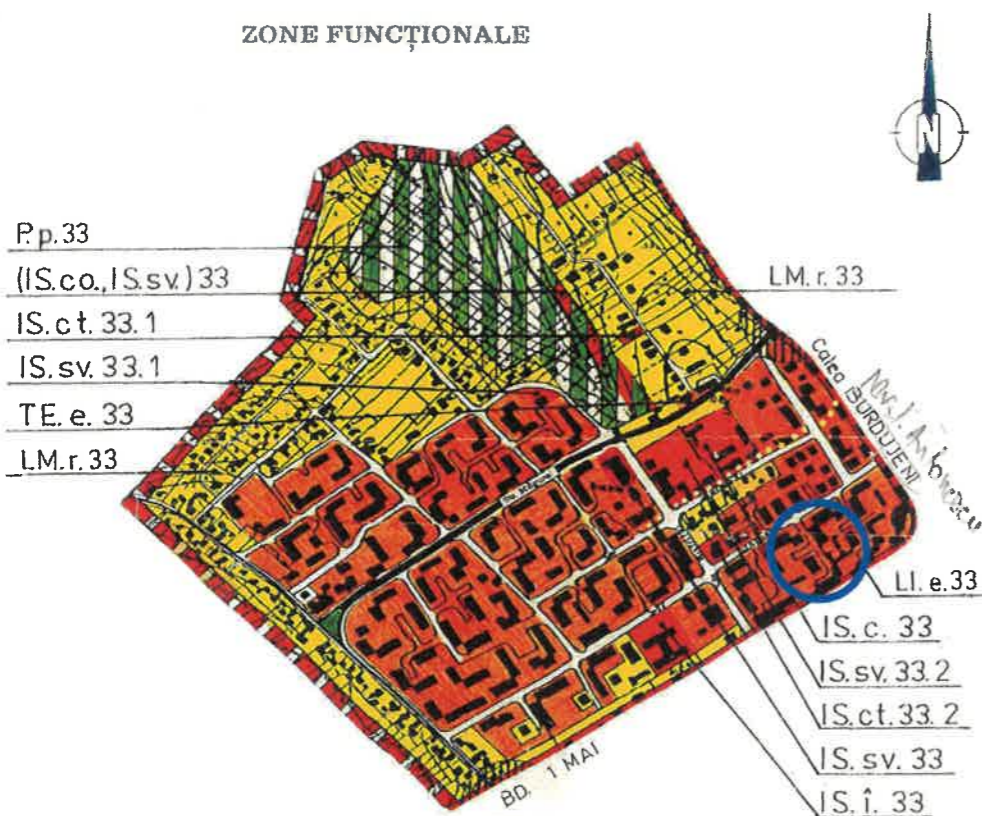 ZONE FUNCȚIONALE
N
P.p.33
(IS.co., IS.sv.) 33
IS.ct.33.1
IS.sv.33.1
TE.e.33
LM.r.33
LM.r.33
Calea BURDUJENI
LI.e.33
IS.c.33
IS.sv.33.2
IS.ct.33.2
IS.sv.33
IS.î.33
BD. 1 MAI